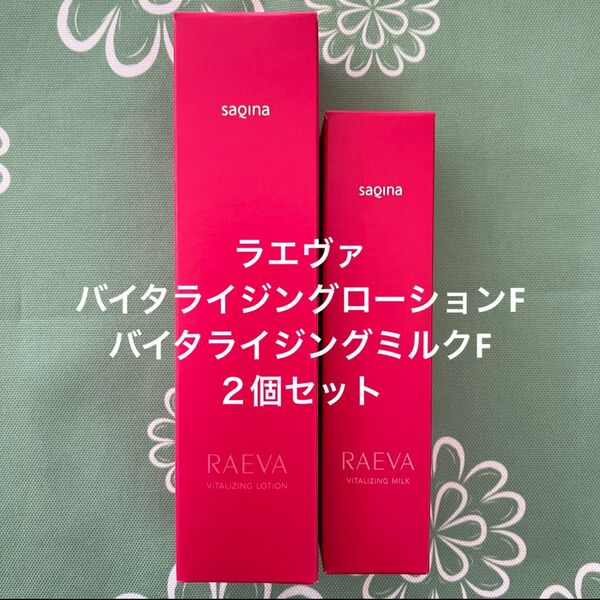 saqina
saqina
ラエヴァ
バイタライジングローションF
バイタライジングミルクF
２個セット
RAEVA
VITALIZING LOTION
RAEVA
VITALIZING MILK